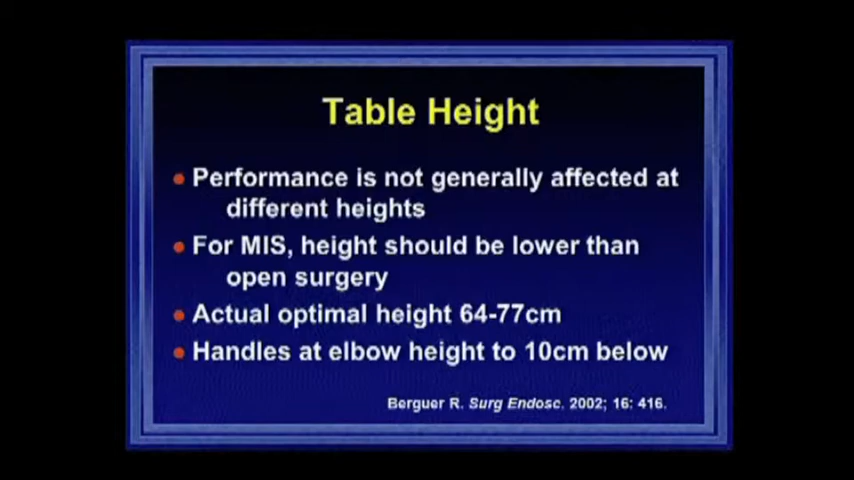 Table Height
Performance is not generally affected at
different heights
For MIS, height should be lower than
open surgery
Actual optimal height 64-77cm
Handles at elbow height to 10cm below
Berguer R. Surg Endosc. 2002; 16: 416.